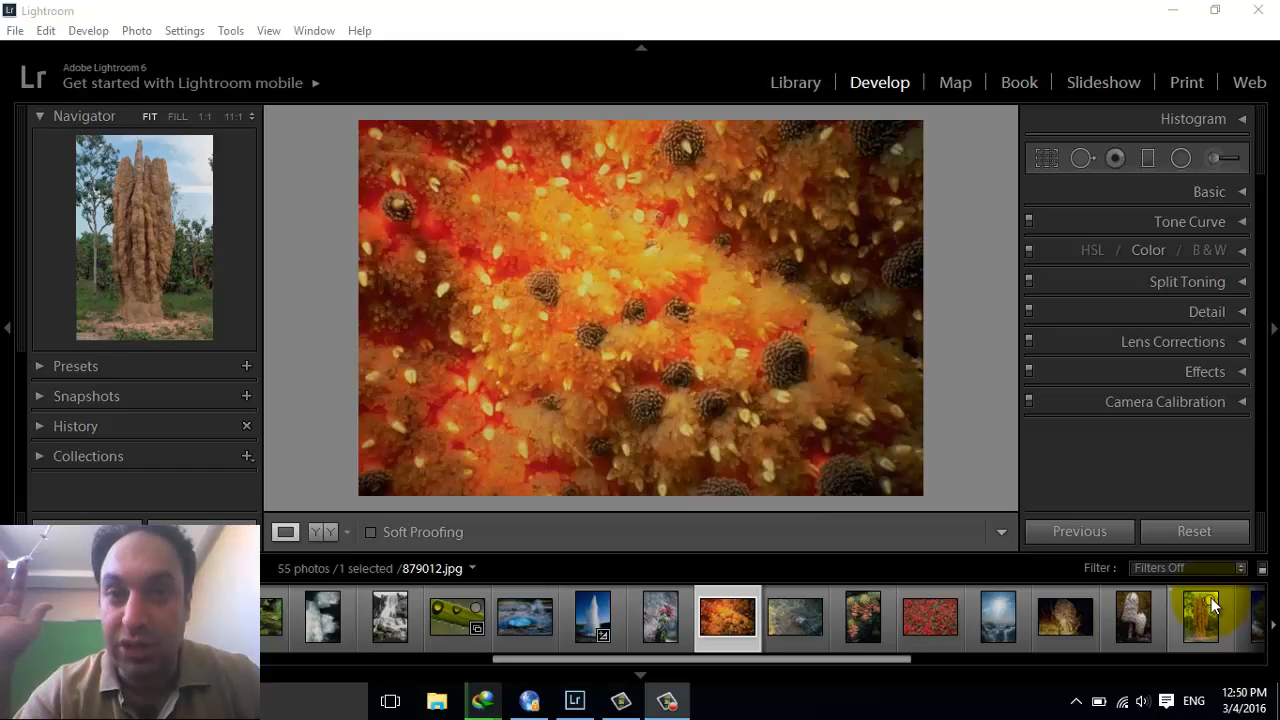 Lightroom
File Edit Develop Photo Settings Tools View Window Help
Lr
Adobe Lightroom 6
Get started with Lightroom mobile
Library Develop Map Book Slideshow Print Web
Navigator FIT FILL 1:1 11:1
Histogram
Basic
Tone Curve
HSL / Color / B & W
Split Toning
Detail
Lens Corrections
Effects
Camera Calibration
Presets
Snapshots
History
Collections
YY Soft Proofing
Previous Reset
55 photos /1 selected /879012.jpg
Filter : Filters Off
Lr
ENG
12:50 PM
3/4/2016